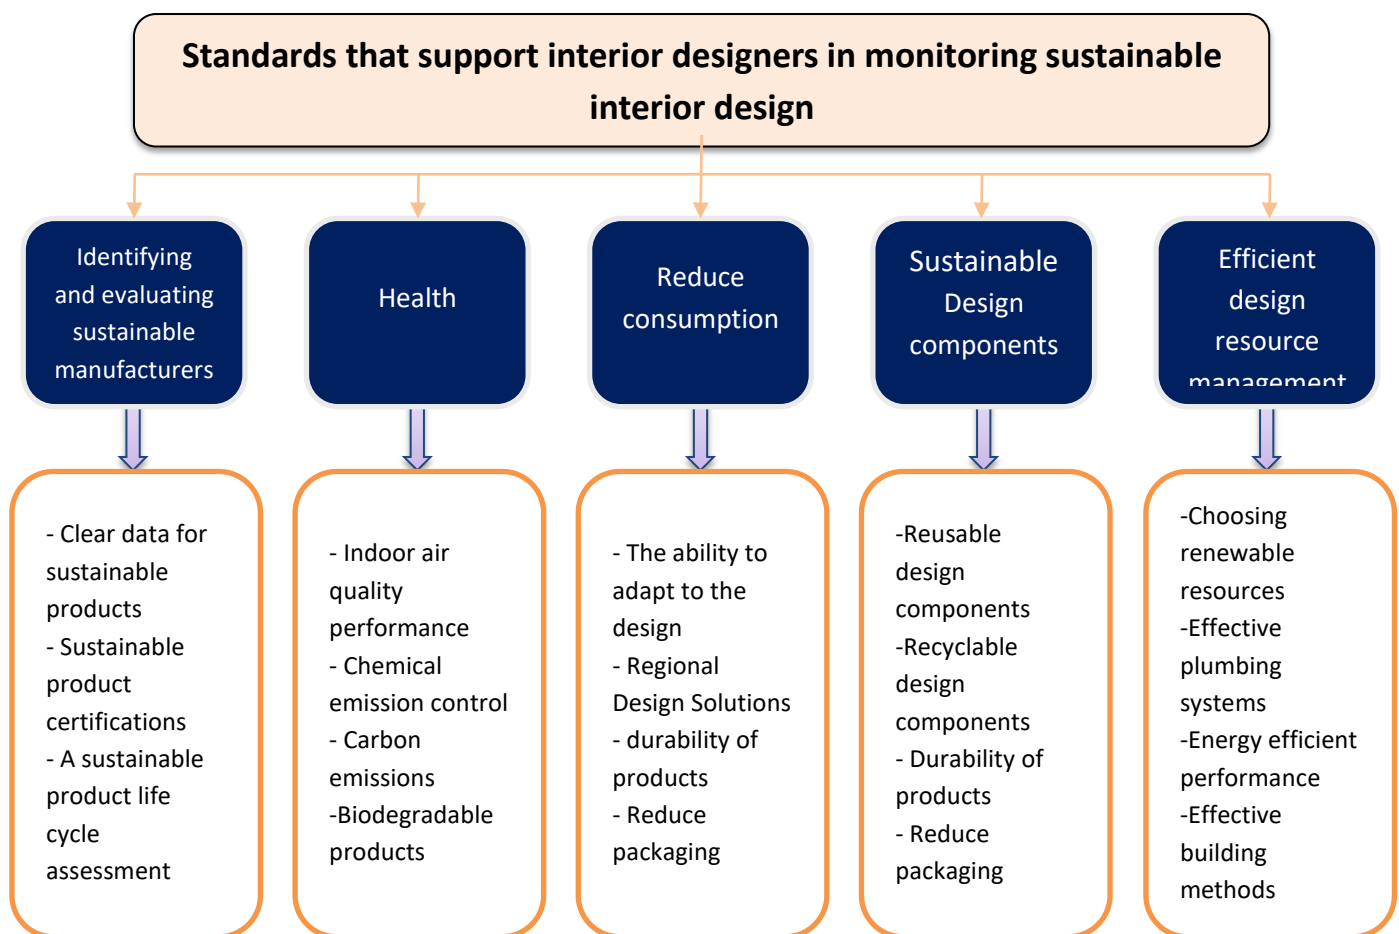 Standards that support interior designers in monitoring sustainable
interior design
Identifying
and evaluating
sustainable
manufacturers
Health
Reduce
consumption
Sustainable
Design
components
Efficient
design
resource
management
- Clear data for
sustainable
products
- Sustainable
product
certifications
- A sustainable
product life
cycle
assessment
- Indoor air
quality
performance
- Chemical
emission control
- Carbon
emissions
-Biodegradable
products
- The ability to
adapt to the
design
- Regional
Design Solutions
- durability of
products
- Reduce
packaging
-Reusable
design
components
-Recyclable
design
components
- Durability of
products
- Reduce
packaging
-Choosing
renewable
resources
-Effective
plumbing
systems
-Energy efficient
performance
-Effective
building
methods